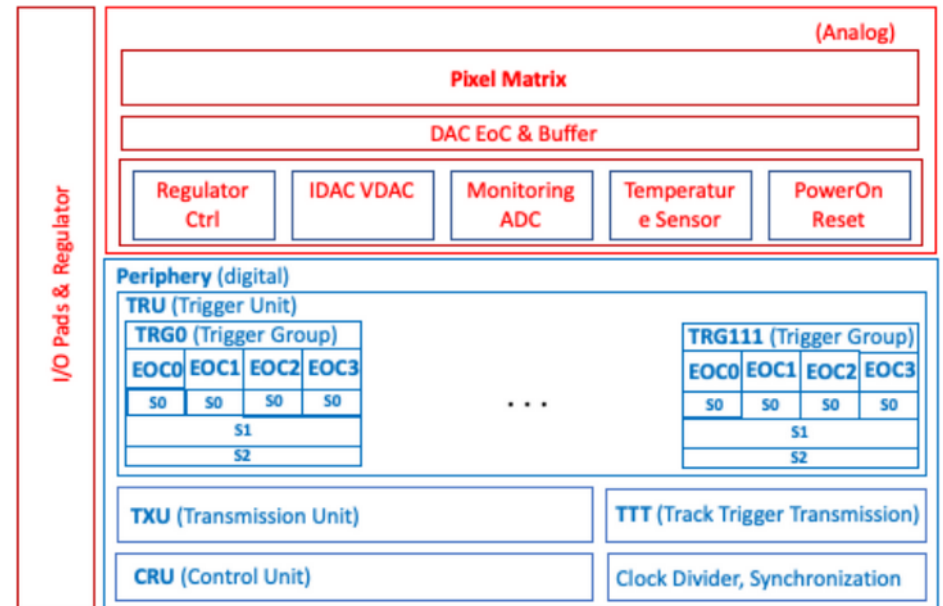 I/O Pads & Regulator
(Analog)
Pixel Matrix
DAC EoC & Buffer
Regulator
Ctrl
IDAC VDAC
Monitoring
ADC
Temperatur
e Sensor
PowerOn
Reset
Periphery (digital)
TRU (Trigger Unit)
TRG0 (Trigger Group)
EOC0 EOC1 EOC2 EOC3
S0 S0 S0 S0
S1
S2
. . .
TRG111 (Trigger Group)
EOC0 EOC1 EOC2 EOC3
S0 S0 S0 S0
S1
S2
TXU (Transmission Unit)
TTT (Track Trigger Transmission)
CRU (Control Unit)
Clock Divider, Synchronization